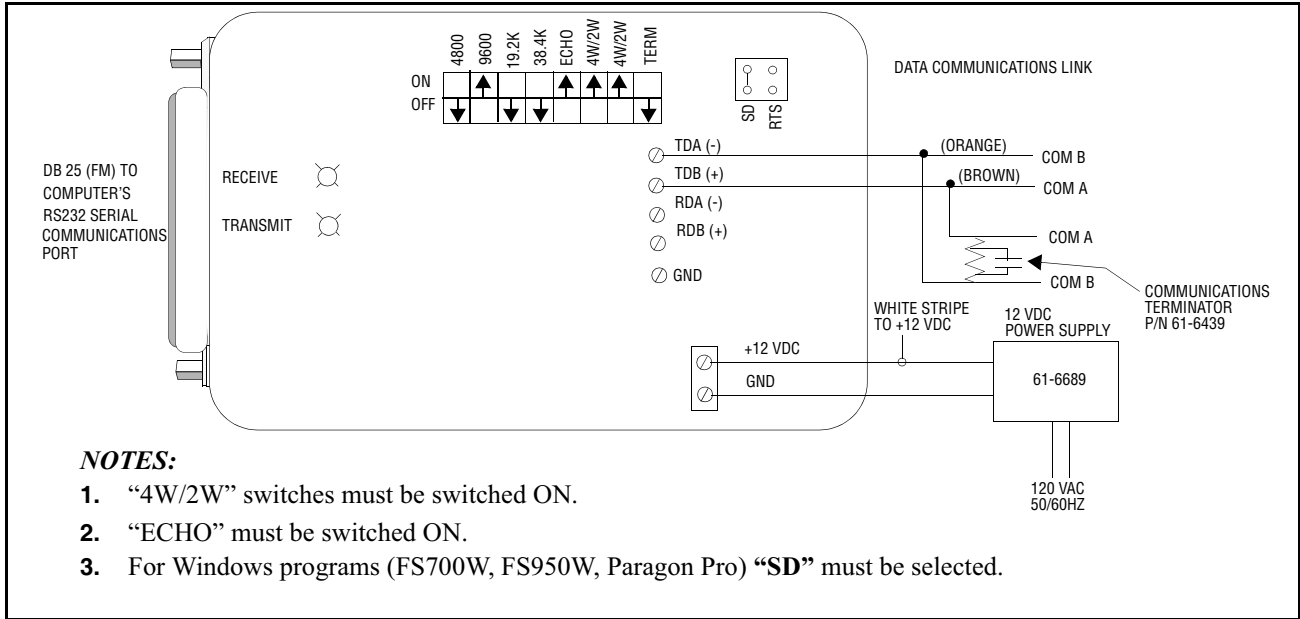 4800
9600
19.2K
38.4K
ECHO
4W/2W
4W/2W
TERM
ON
OFF
SD
RTS
DATA COMMUNICATIONS LINK
DB 25 (FM) TO
COMPUTER'S
RS232 SERIAL
COMMUNICATIONS
PORT
RECEIVE
TRANSMIT
TDA (-)
TDB (+)
RDA (-)
RDB (+)
GND
(ORANGE)
COM B
(BROWN)
COM A
COM A
COM B
COMMUNICATIONS
TERMINATOR
P/N 61-6439
WHITE STRIPE
TO +12 VDC
12 VDC
POWER SUPPLY
+12 VDC
GND
61-6689
120 VAC
50/60HZ
NOTES:
1. “4W/2W” switches must be switched ON.
2. “ECHO” must be switched ON.
3. For Windows programs (FS700W, FS950W, Paragon Pro) “SD” must be selected.